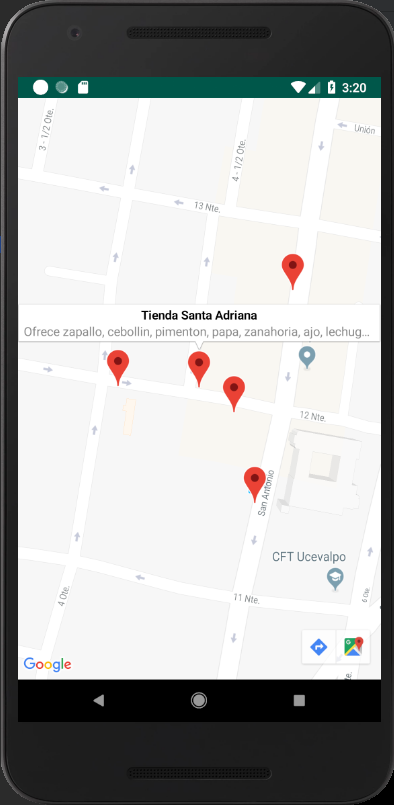 3:20
3 - 1/2 Ote.
4 - 1/2 Ote.
Unión
13 Nte.
Tienda Santa Adriana
Ofrece zapallo, cebollin, pimenton, papa, zanahoria, ajo, lechug...
12 Nte.
San Antonio
CFT Ucevalpo
4 Ote.
11 Nte.
6 Ote.
Google